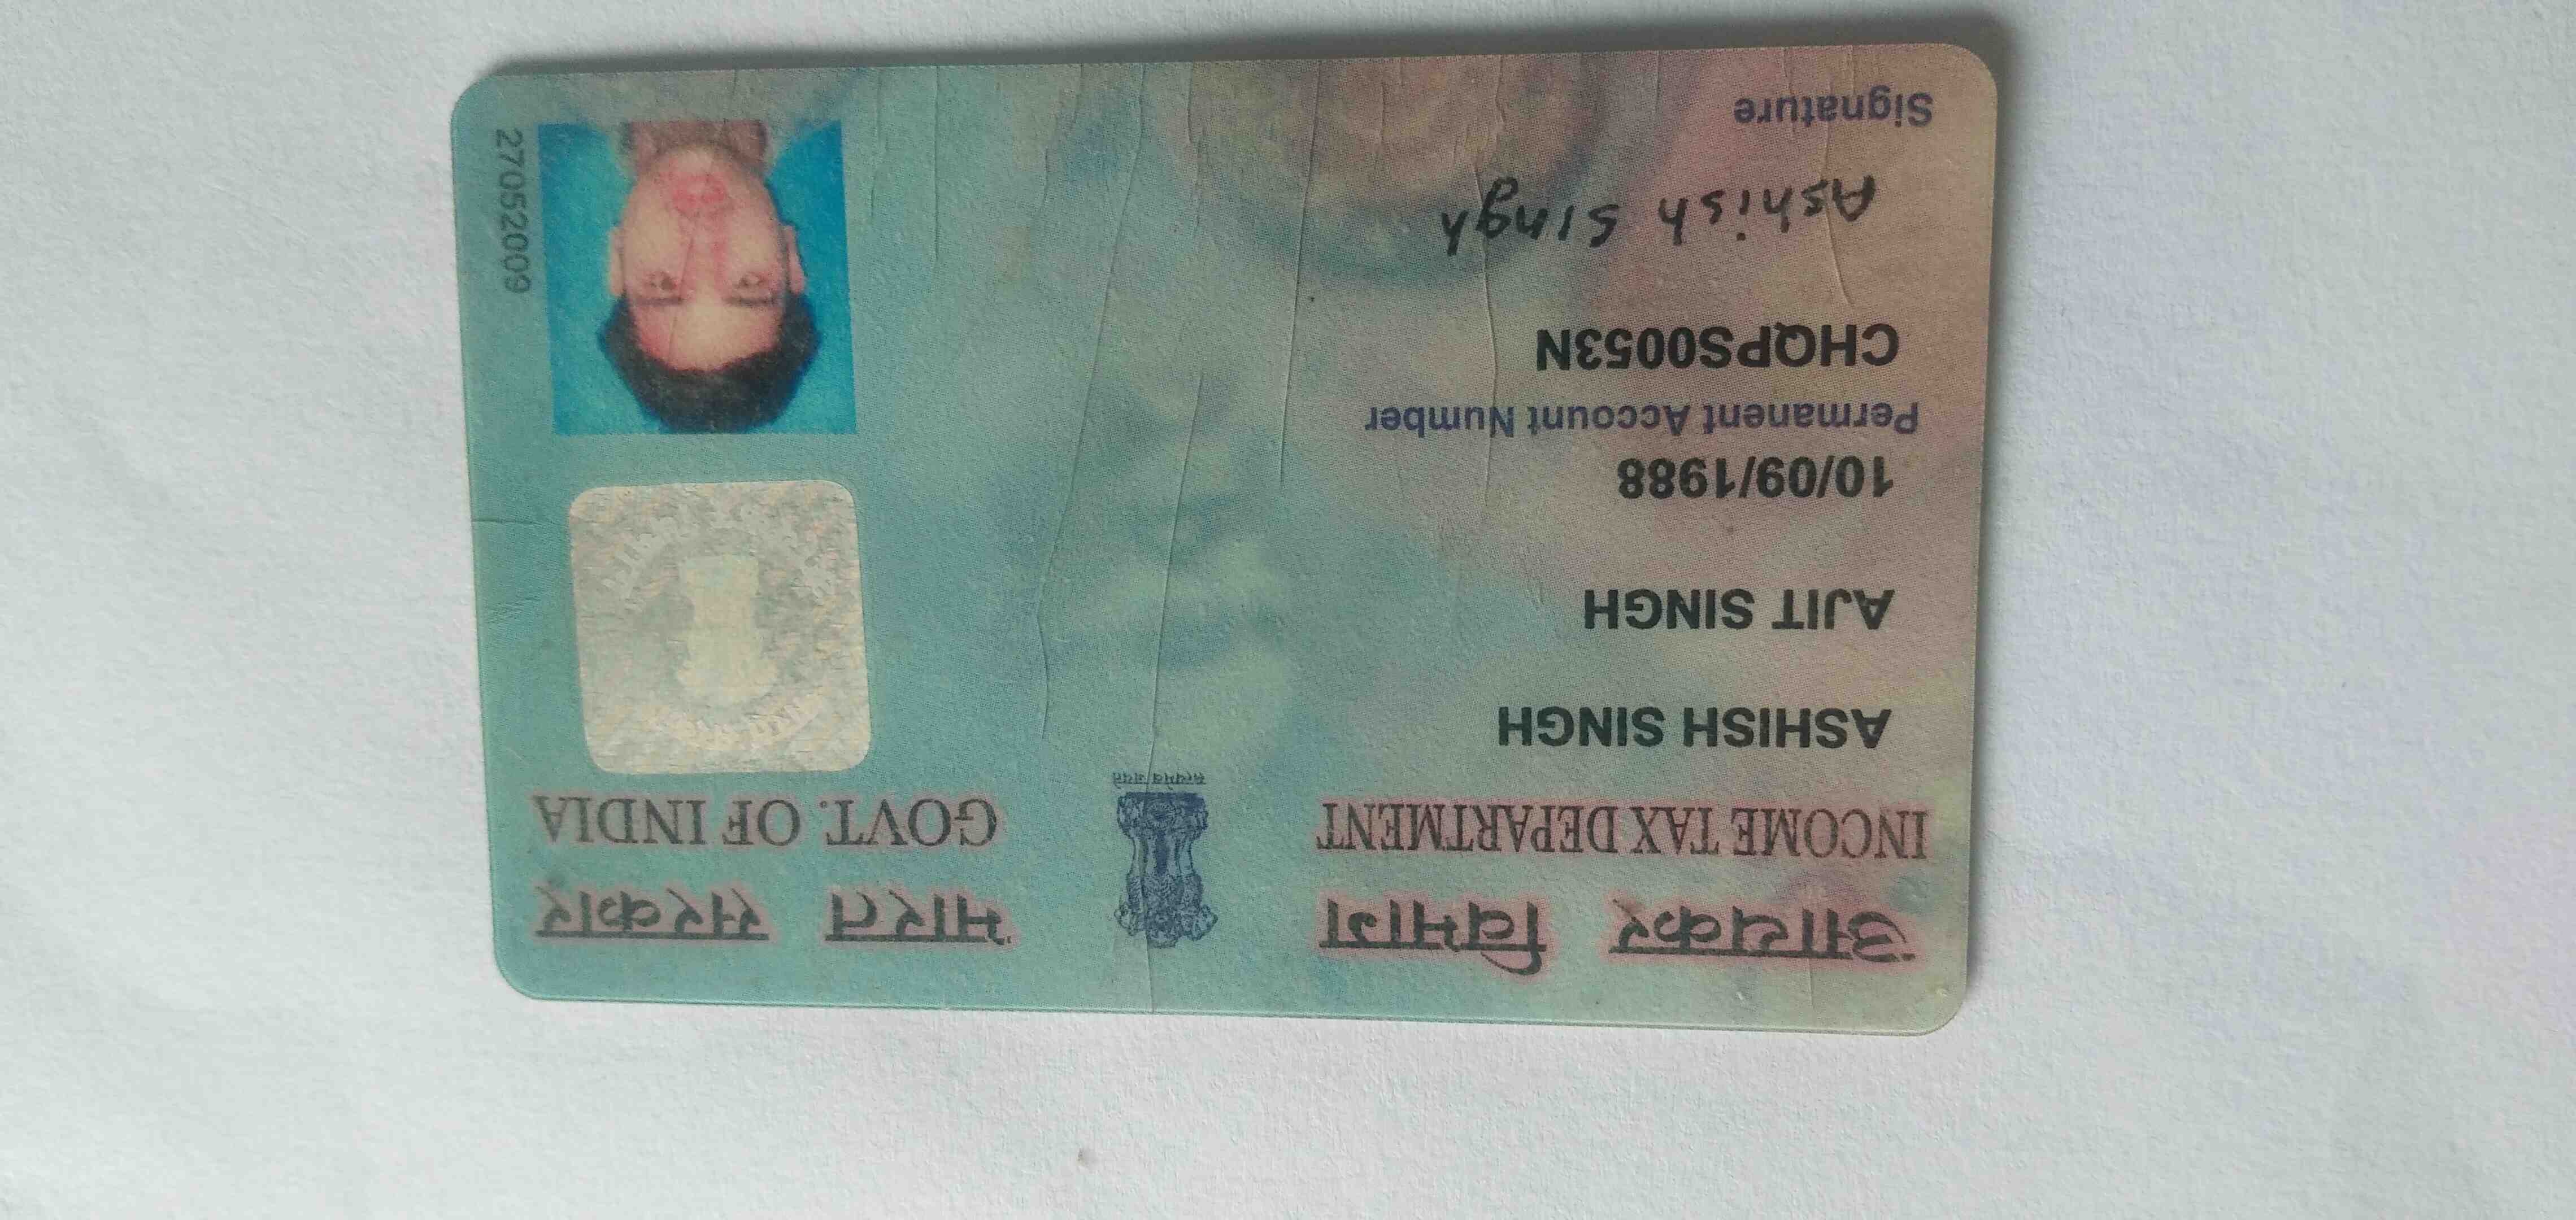 आयकर विभाग
INCOME TAX DEPARTMENT
सत्यमेव जयते
भारत सरकार
GOVT. OF INDIA
ASHISH SINGH
AJIT SINGH
10/09/1988
Permanent Account Number
CHQPS0053N
Ashish Singh
Signature
27052009